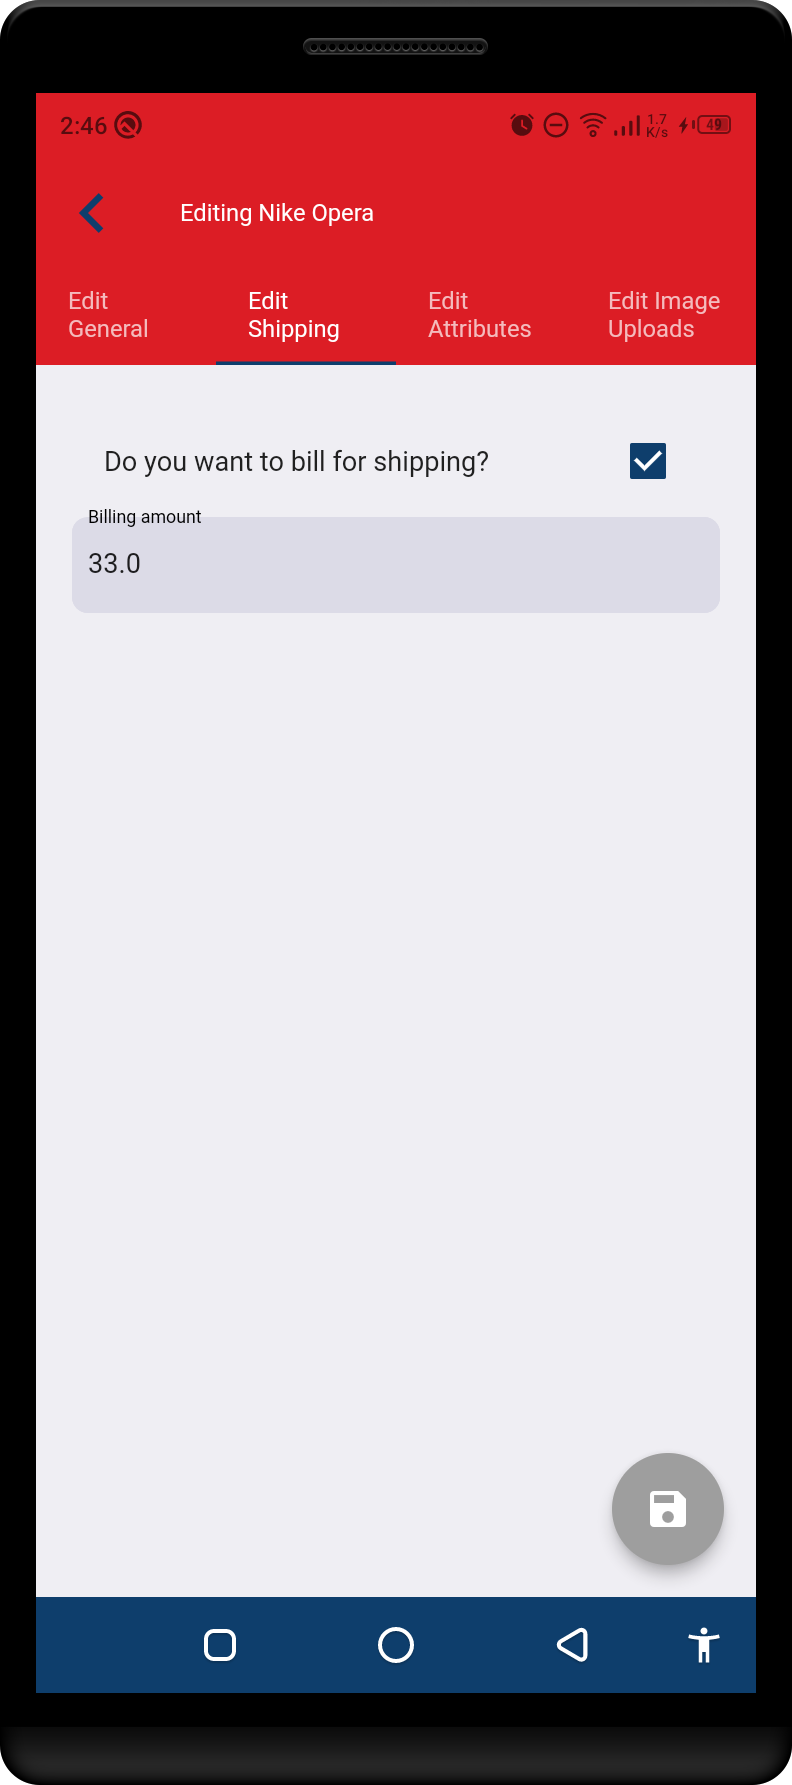 2:46
1.7
K/s
49
Editing Nike Opera
Edit
General
Edit
Shipping
Edit
Attributes
Edit Image
Uploads
Do you want to bill for shipping?
Billing amount
33.0